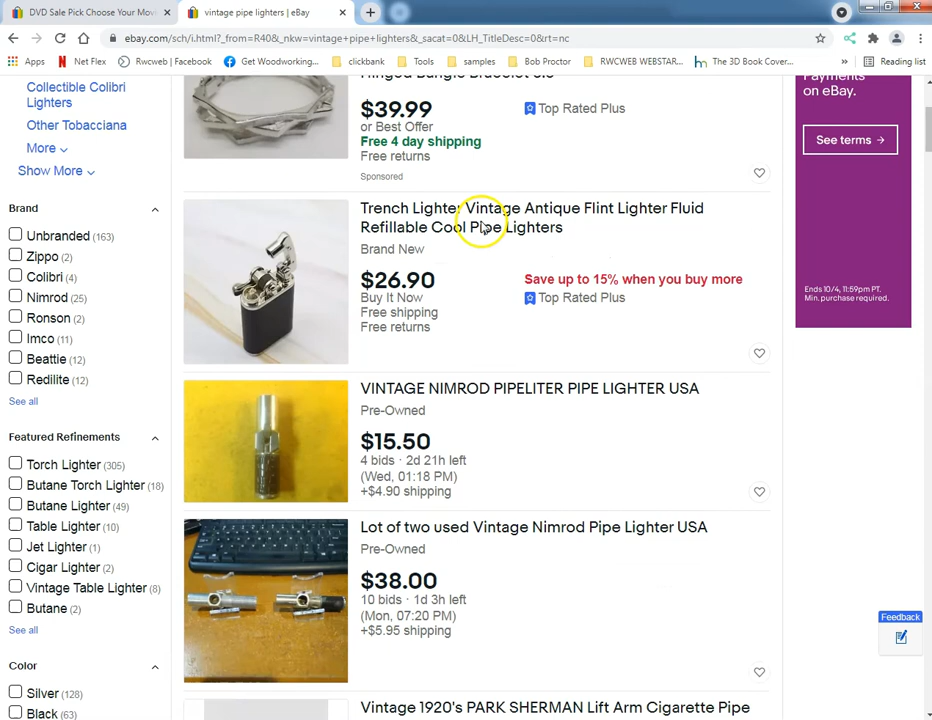 DVD Sale Pick Choose Your Mov
vintage pipe lighters | eBay
ebay.com/sch/i.html?_from=R40&_nkw=vintage+pipe+lighters&_sacat=0&LH_TitleDesc=0&rt=nc
Apps
Net Flex
Rwcweb | Facebook
Get Woodworking...
clickbank
Tools
samples
Bob Proctor
RWCWEB WEBSTAR...
The 3D Book Cover...
»
Reading list
Collectible Colibri
Lighters
Other Tobacciana
More
Show More
Brand
Unbranded (163)
Zippo (2)
Colibri (4)
Nimrod (25)
Ronson (2)
Imco (11)
Beattie (12)
Redilite (12)
See all
Featured Refinements
Torch Lighter (305)
Butane Torch Lighter (18)
Butane Lighter (49)
Table Lighter (10)
Jet Lighter (1)
Cigar Lighter (2)
Vintage Table Lighter (8)
Butane (2)
See all
Color
Silver (128)
Black (63)
$39.99
or Best Offer
Free 4 day shipping
Free returns
Sponsored
Top Rated Plus
Trench Lighter Vintage Antique Flint Lighter Fluid
Refillable Cool Pipe Lighters
Brand New
$26.90
Buy It Now
Free shipping
Free returns
Save up to 15% when you buy more
Top Rated Plus
VINTAGE NIMROD PIPELITER PIPE LIGHTER USA
Pre-Owned
$15.50
4 bids · 2d 21h left
(Wed, 01:18 PM)
+$4.90 shipping
Lot of two used Vintage Nimrod Pipe Lighter USA
Pre-Owned
$38.00
10 bids · 1d 3h left
(Mon, 07:20 PM)
+$5.95 shipping
Vintage 1920's PARK SHERMAN Lift Arm Cigarette Pipe
Payments
on eBay.
See terms →
Ends 10/4, 11:59pm PT.
Min. purchase required.
Feedback